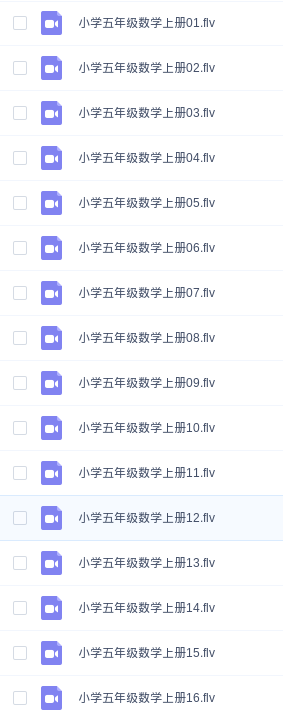 小学五年级数学上册01.flv
小学五年级数学上册02.flv
小学五年级数学上册03.flv
小学五年级数学上册04.flv
小学五年级数学上册05.flv
小学五年级数学上册06.flv
小学五年级数学上册07.flv
小学五年级数学上册08.flv
小学五年级数学上册09.flv
小学五年级数学上册10.flv
小学五年级数学上册11.flv
小学五年级数学上册12.flv
小学五年级数学上册13.flv
小学五年级数学上册14.flv
小学五年级数学上册15.flv
小学五年级数学上册16.flv